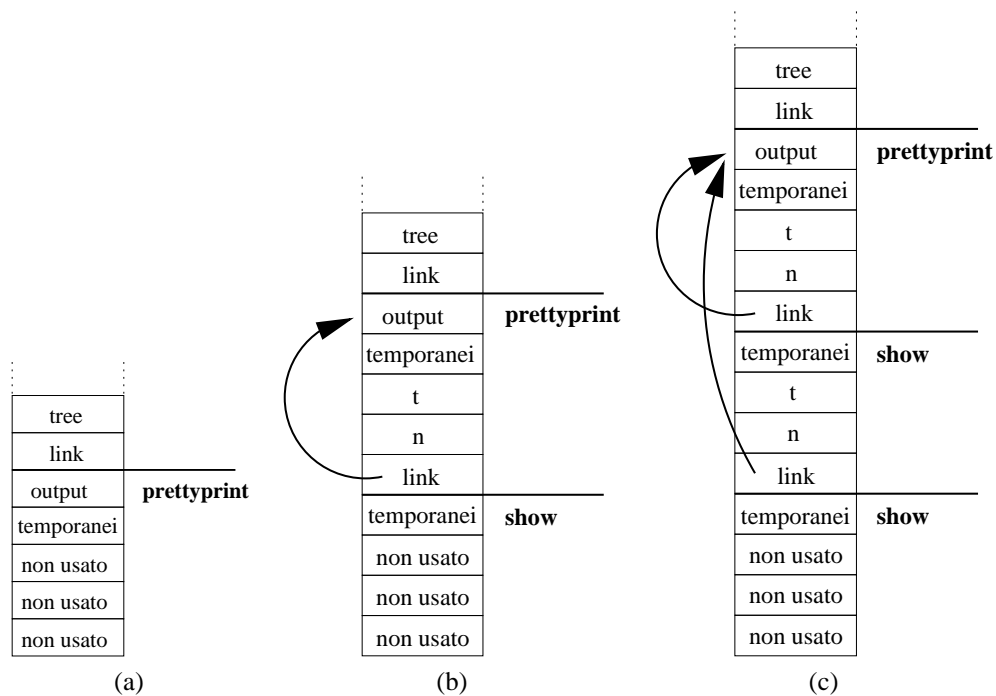 tree
link
output
prettyprint
temporanei
non usato
non usato
non usato
(a)
tree
link
output
prettyprint
temporanei
t
n
link
temporanei
show
non usato
non usato
non usato
(b)
tree
link
output
prettyprint
temporanei
t
n
link
temporanei
show
t
n
link
temporanei
show
non usato
non usato
non usato
(c)